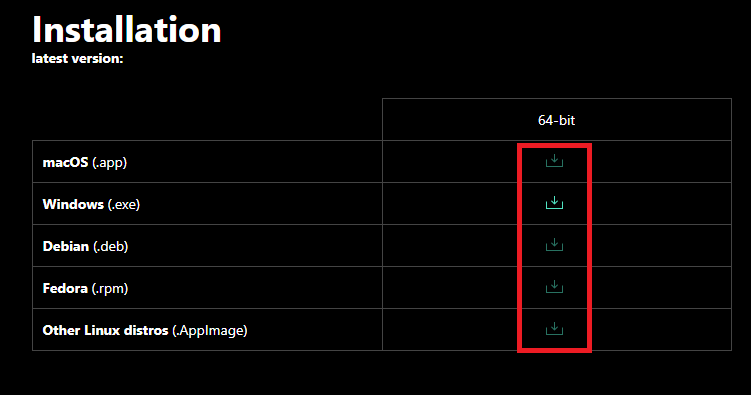 Installation
latest version:
64-bit
macOS (.app)
Windows (.exe)
Debian (.deb)
Fedora (.rpm)
Other Linux distros (.AppImage)